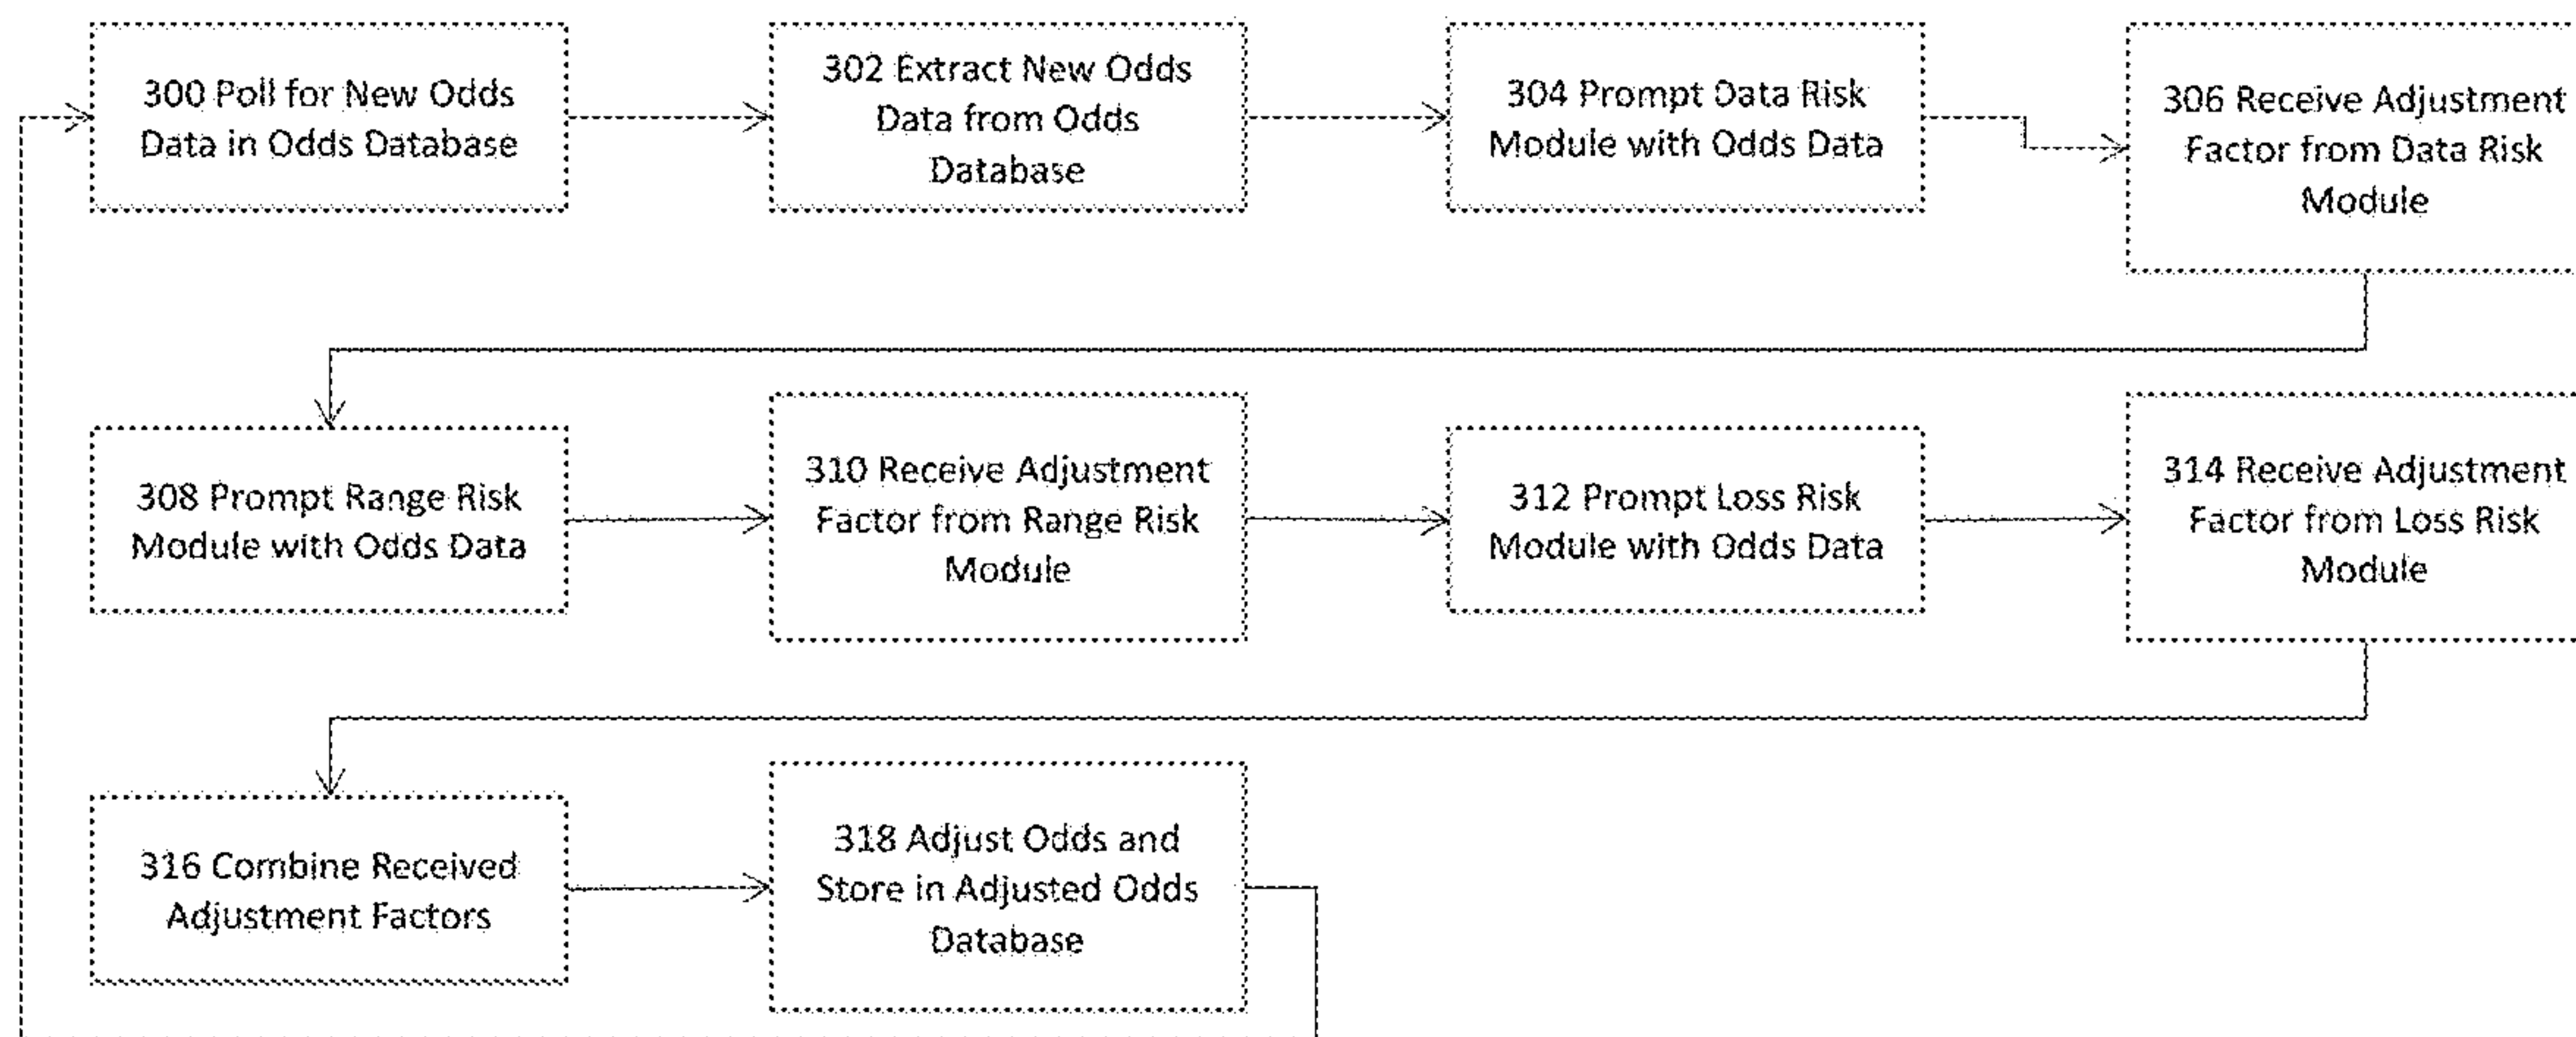 300 Poll for New Odds
Data in Odds Database
302 Extract New Odds
Data from Odds
Database
304 Prompt Data Risk
Module with Odds Data
306 Receive Adjustment
Factor from Data Risk
Module
308 Prompt Range Risk
Module with Odds Data
310 Receive Adjustment
Factor from Range Risk
Module
312 Prompt Loss Risk
Module with Odds Data
314 Receive Adjustment
Factor from Loss Risk
Module
316 Combine Received
Adjustment Factors
318 Adjust Odds and
Store in Adjusted Odds
Database